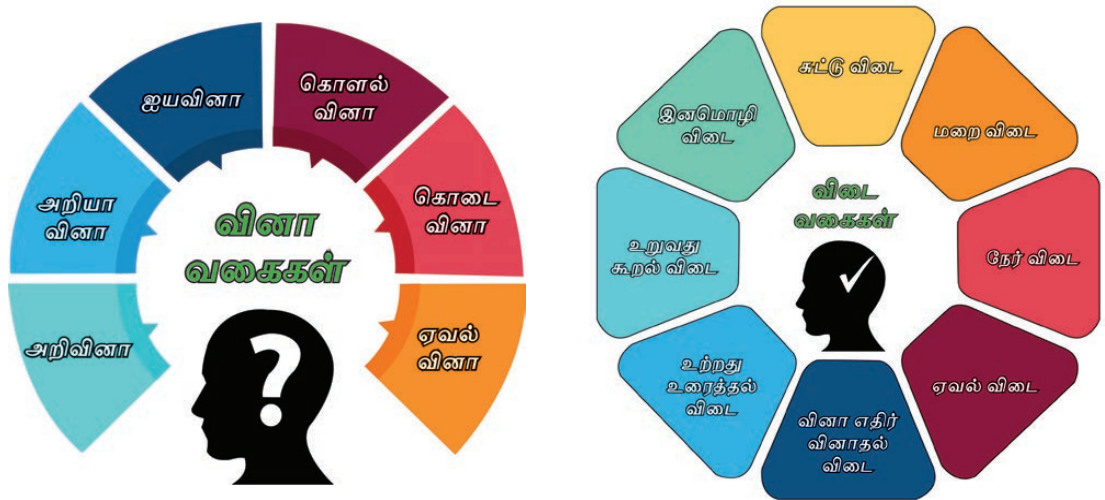 வினா
வகைகள்
அறிவினா
அறியா
வினா
ஐயவினா
கொளல்
வினா
கொடை
வினா
ஏவல்
வினா
விடை
வகைகள்
சுட்டு விடை
மறை விடை
நேர் விடை
ஏவல் விடை
வினா எதிர்
வினாதல்
விடை
உற்றது
உரைத்தல்
விடை
உறுவது
கூறல் விடை
இனமொழி
விடை